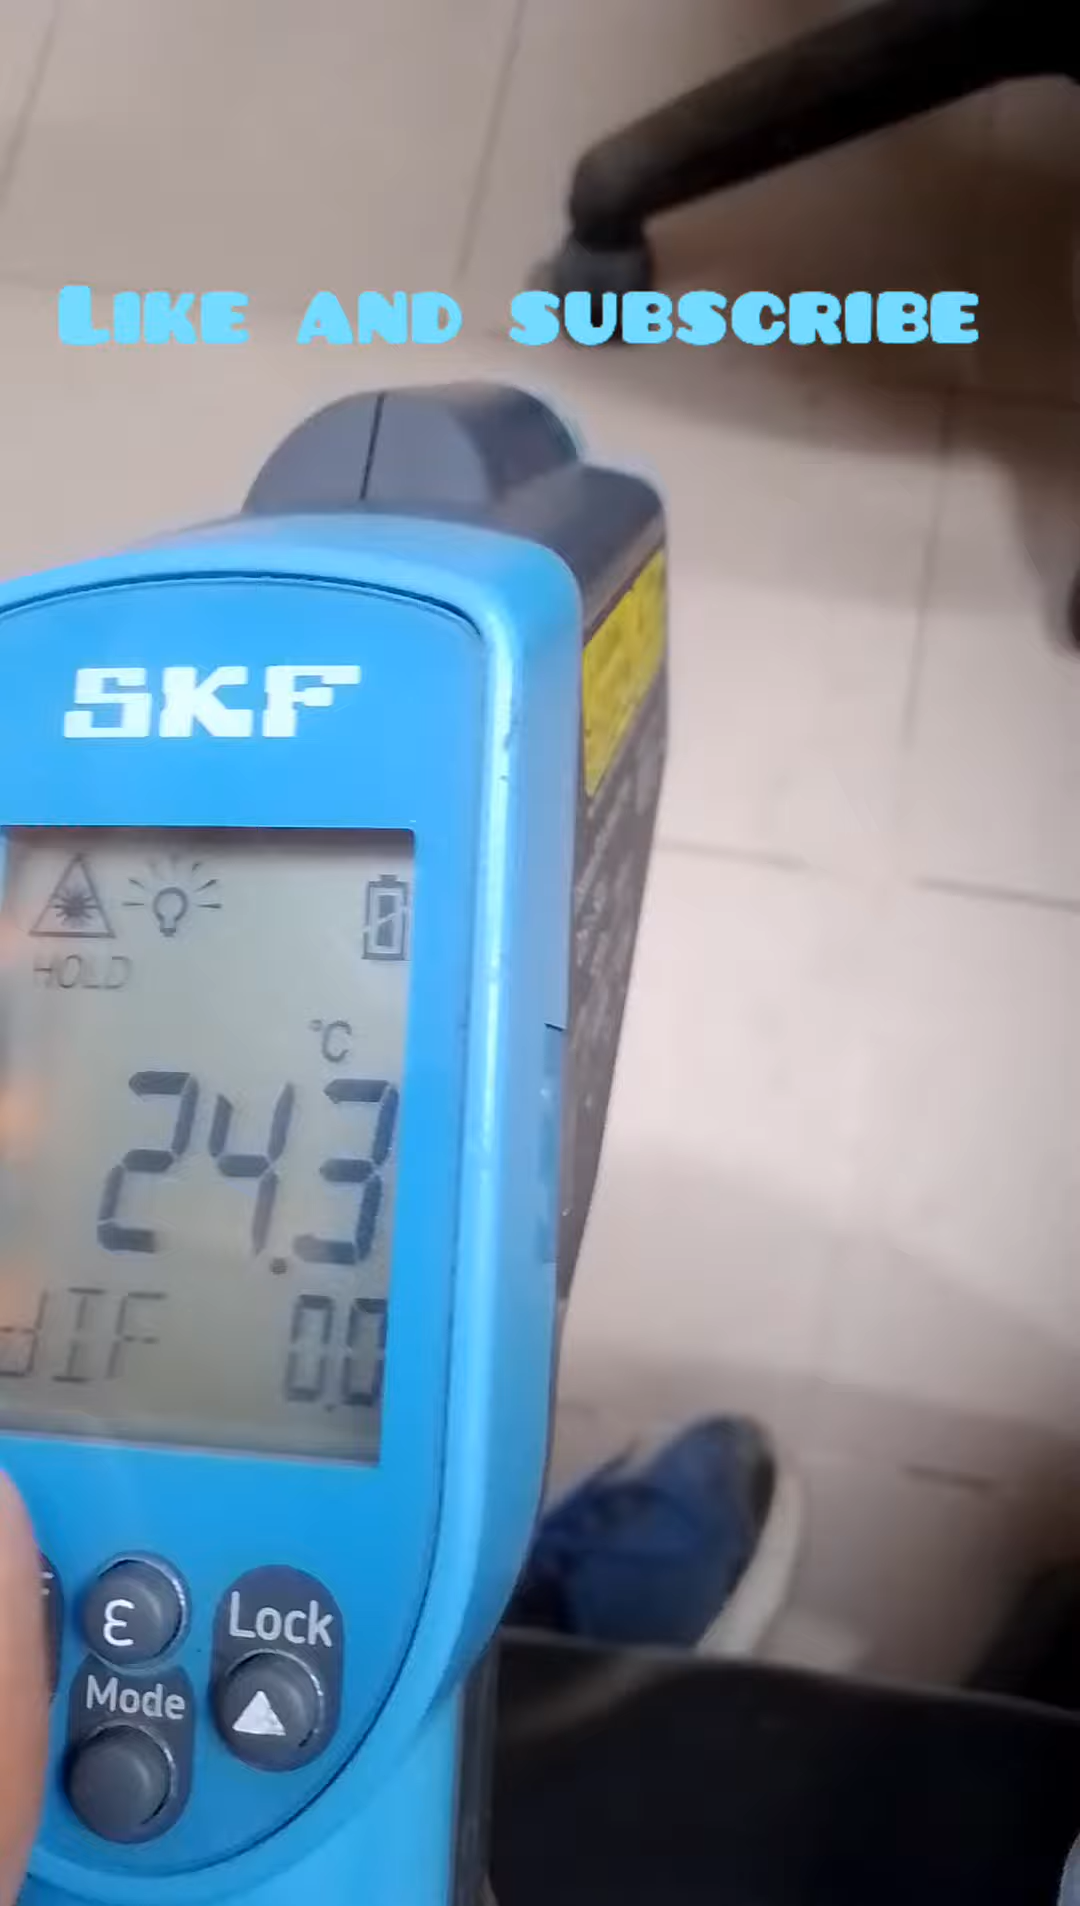 Like and subscribe
SKF
HOLD
°C
24.3
dIF 0.0
ε
Lock
Mode